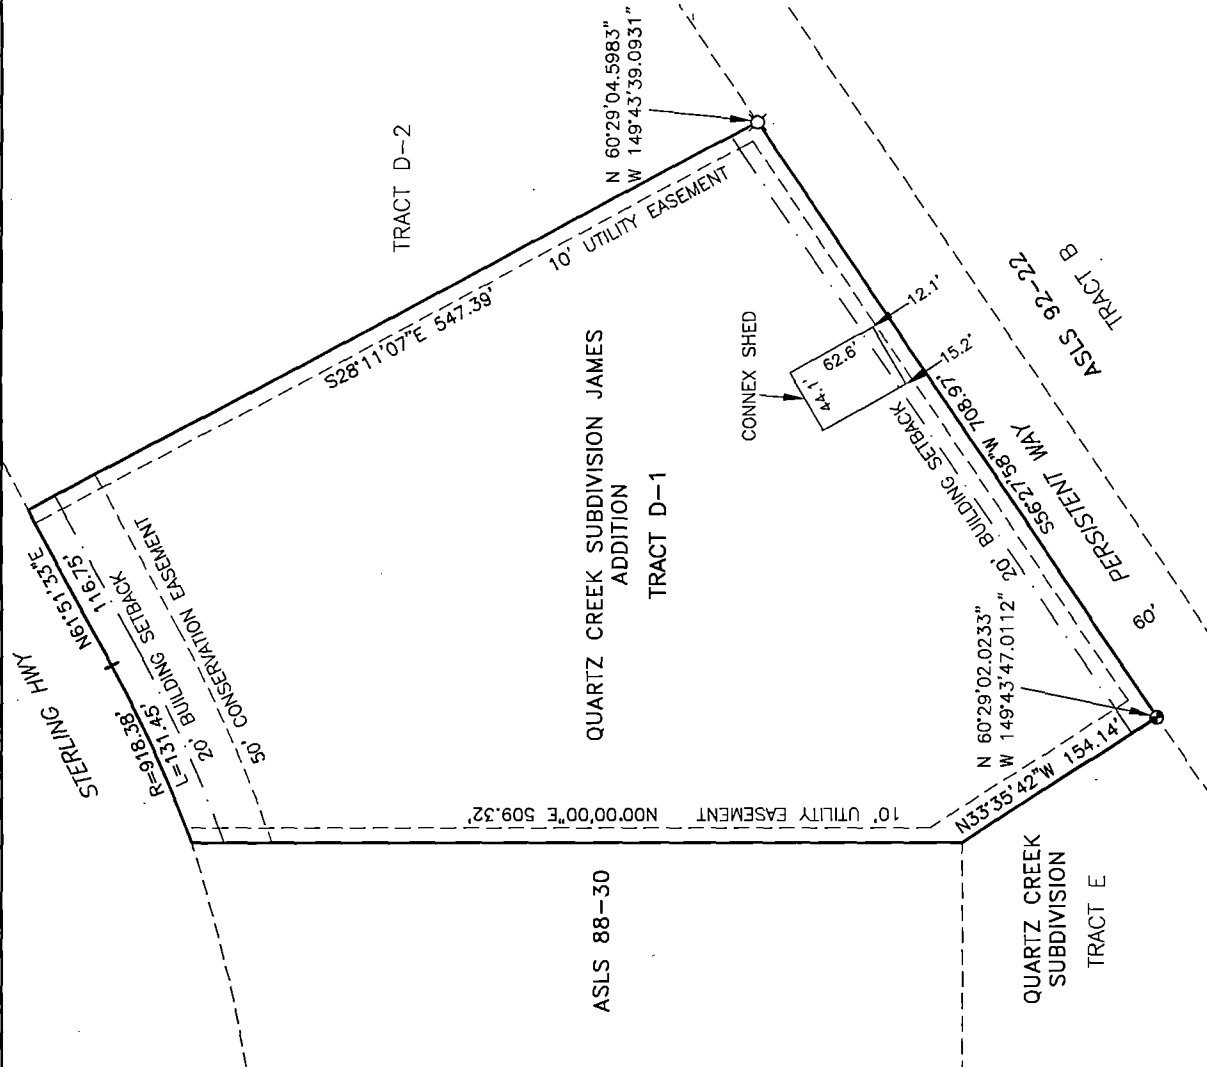 STERLING HWY
N61°51'33"E
116.75'
R=918.38'
L=131.45'
20' BUILDING SETBACK
50' CONSERVATION EASEMENT
TRACT D-2
S28°11'07"E 547.39'
10' UTILITY EASEMENT
N 60°29'04.5983"
W 149°43'39.0931"
QUARTZ CREEK SUBDIVISION JAMES
ADDITION
TRACT D-1
CONNEX SHED
44.1'
62.6'
12.1'
15.2'
20' BUILDING SETBACK
S56°27'58"W 708.97'
PERSISTENT WAY
60'
ASLS 92-22
TRACT B
N 60°29'02.0233"
W 149°43'47.0112"
N33°35'42"W 154.14'
10' UTILITY EASEMENT
N00°00'00"E 509.32'
ASLS 88-30
QUARTZ CREEK
SUBDIVISION
TRACT E